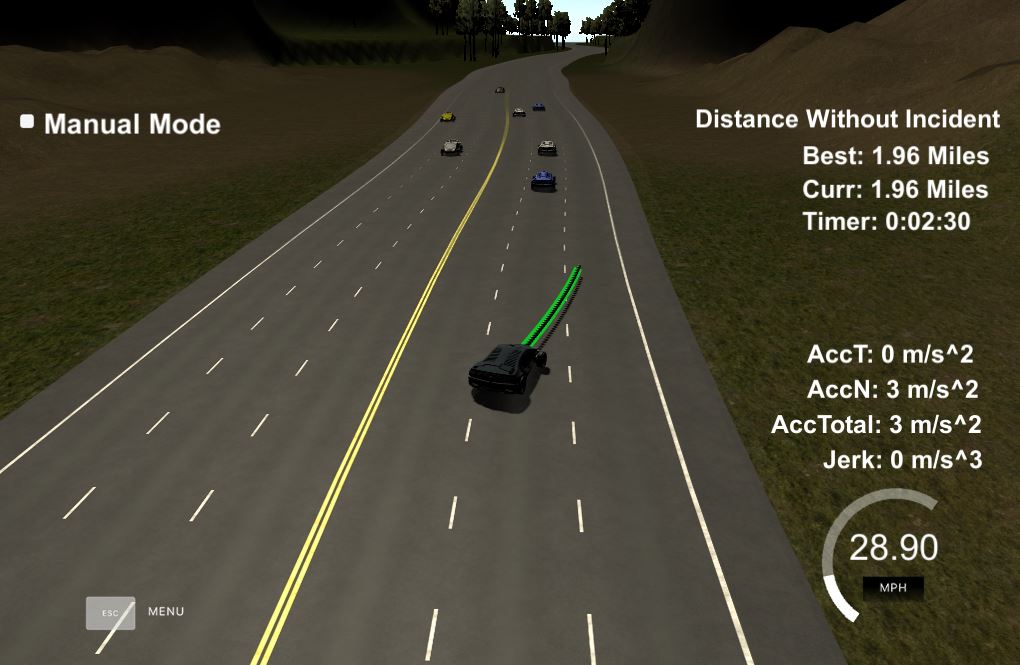 Manual Mode
Distance Without Incident
Best: 1.96 Miles
Curr: 1.96 Miles
Timer: 0:02:30
AccT: 0 m/s^2
AccN: 3 m/s^2
AccTotal: 3 m/s^2
Jerk: 0 m/s^3
28.90
MPH
ESC MENU